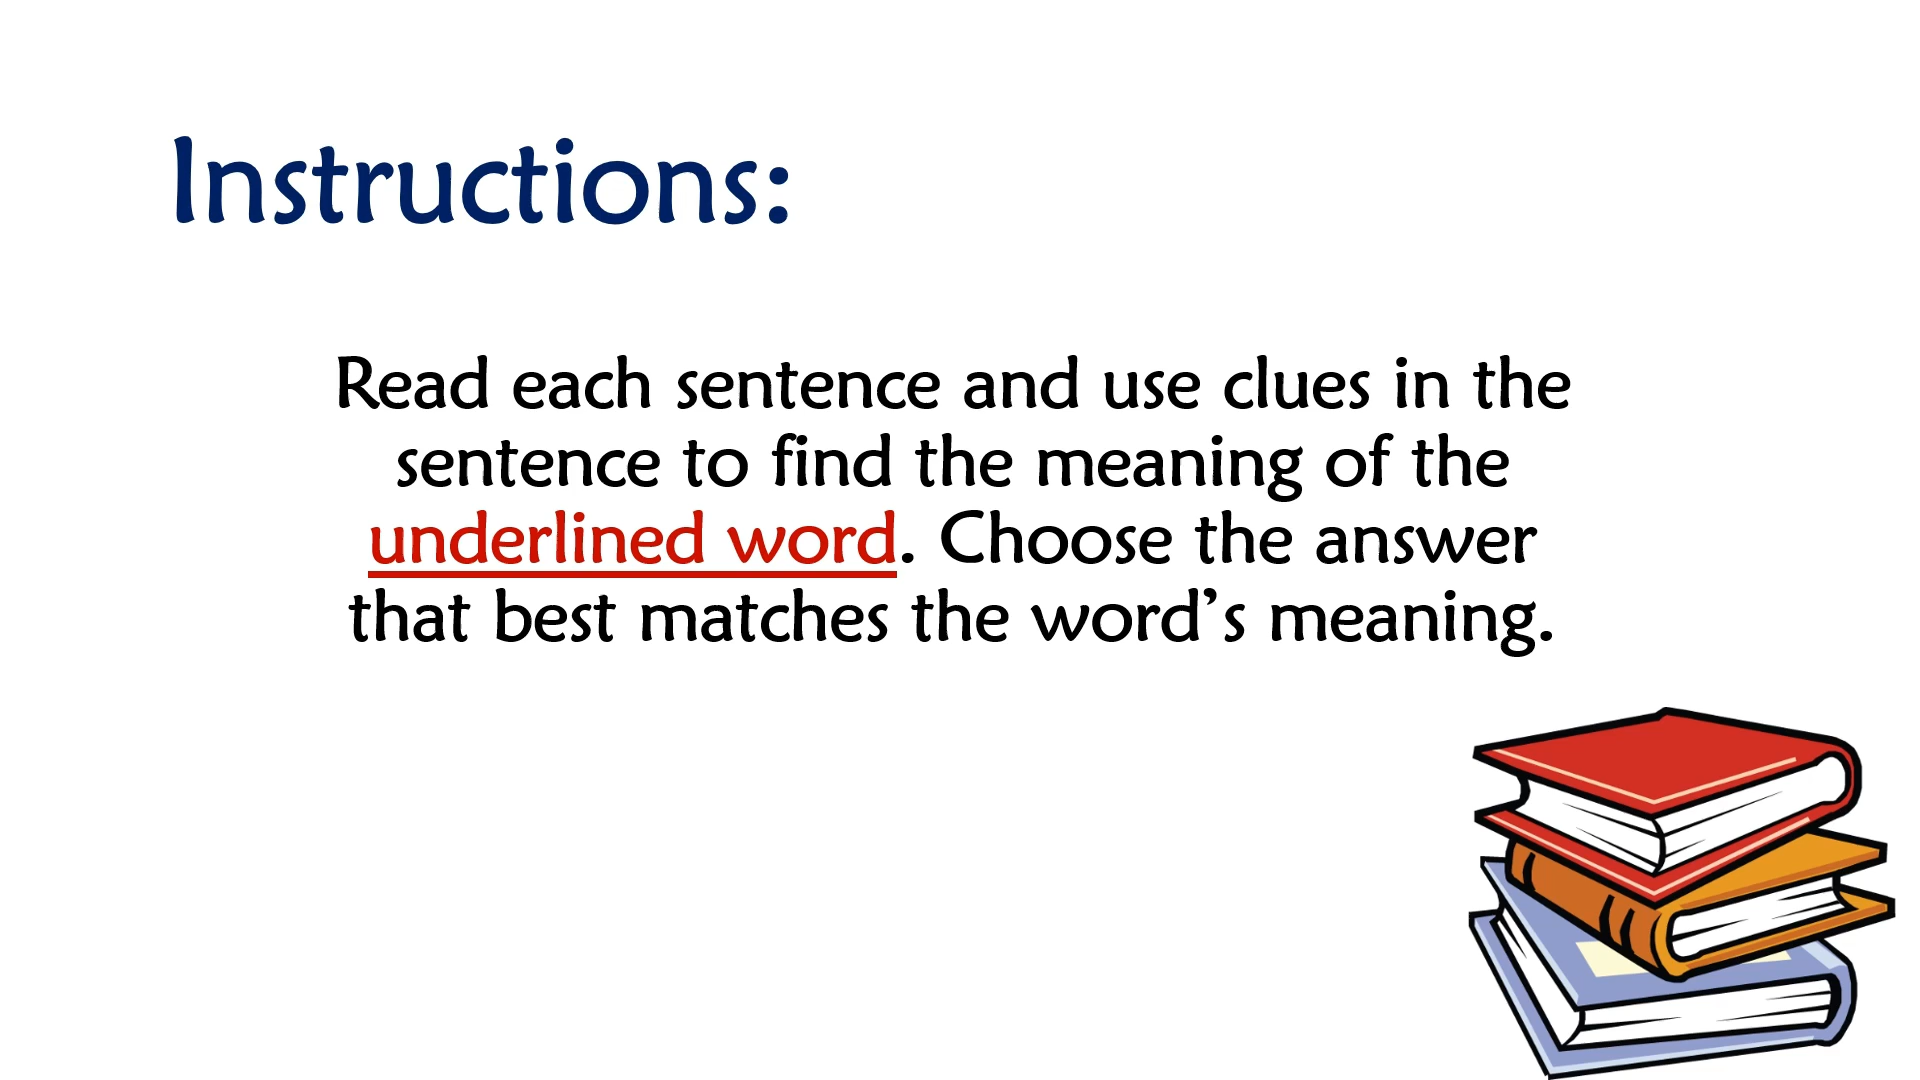 Instructions:
Read each sentence and use clues in the
sentence to find the meaning of the
underlined word. Choose the answer
that best matches the word’s meaning.